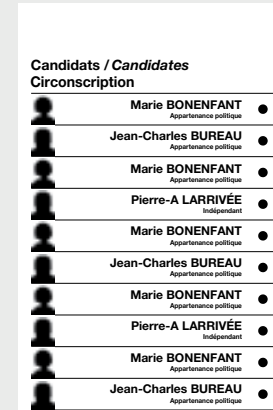 Candidats / Candidates
Circonscription
Marie BONENFANT
Appartenance politique
Jean-Charles BUREAU
Appartenance politique
Marie BONENFANT
Appartenance politique
Pierre-A LARRIVÉE
Indépendant
Marie BONENFANT
Appartenance politique
Jean-Charles BUREAU
Appartenance politique
Marie BONENFANT
Appartenance politique
Pierre-A LARRIVÉE
Indépendant
Marie BONENFANT
Appartenance politique
Jean-Charles BUREAU
Appartenance politique